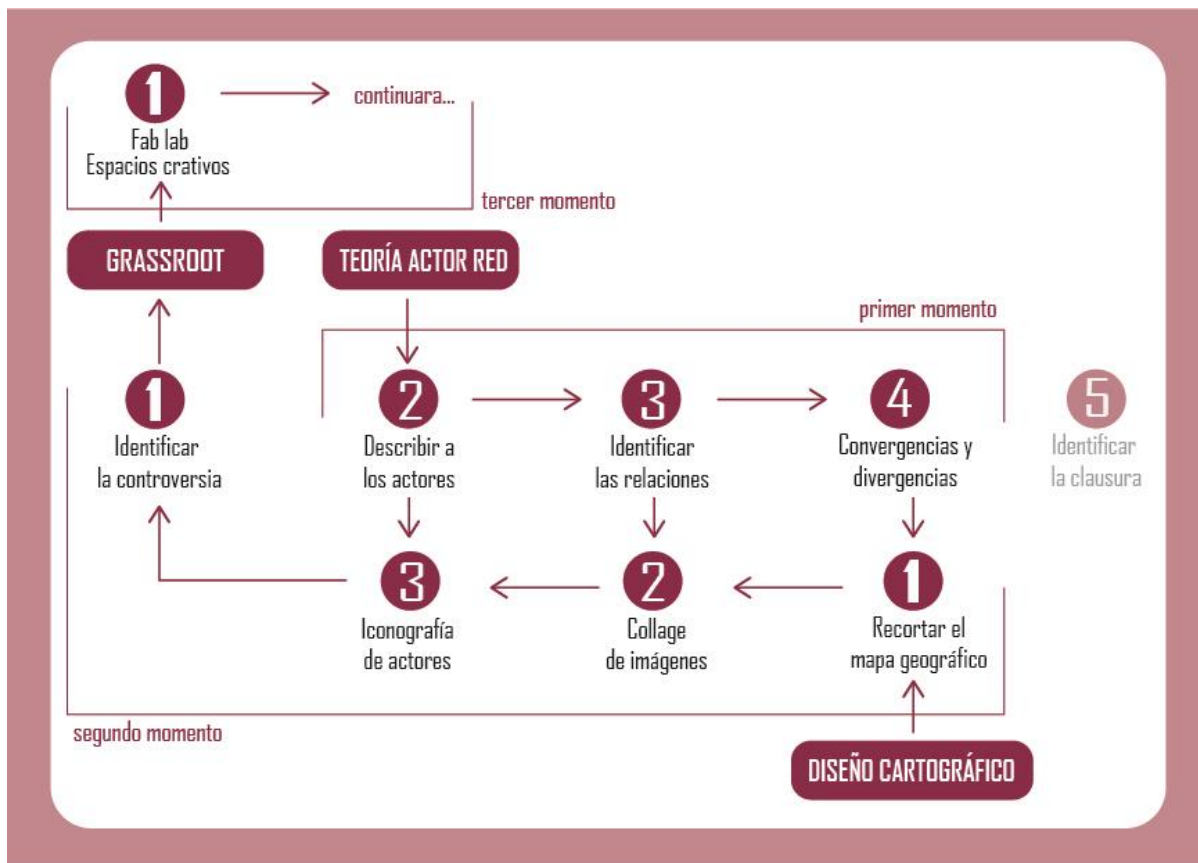 1
continuara...
Fab lab
Espacios crativos
tercer momento
GRASSROOT
TEORÍA ACTOR RED
primer momento
1
Identificar
la controversia
2
Describir a
los actores
3
Identificar
las relaciones
4
Convergencias y
divergencias
5
Identificar
la clausura
3
Iconografía
de actores
2
Collage
de imágenes
1
Recortar el
mapa geográfico
segundo momento
DISEÑO CARTOGRÁFICO